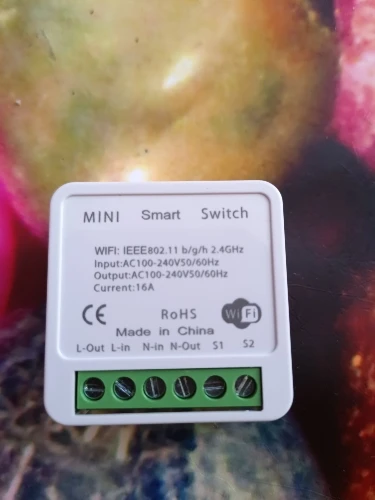 MINI Smart Switch
WIFI: IEEE802.11 b/g/h 2.4GHz
Input:AC100-240V50/60Hz
Output:AC100-240V50/60Hz
Current:16A
CE RoHS WiFi
Made in China
L-Out L-in N-in N-Out S1 S2